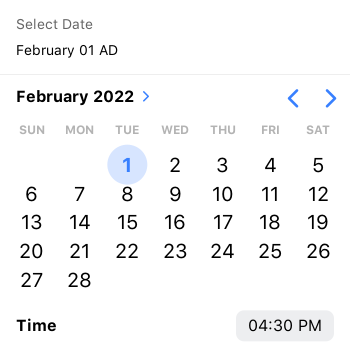 Select Date
February 01 AD
February 2022
SUN MON TUE WED THU FRI SAT
1 2 3 4 5
6 7 8 9 10 11 12
13 14 15 16 17 18 19
20 21 22 23 24 25 26
27 28
Time 04:30 PM